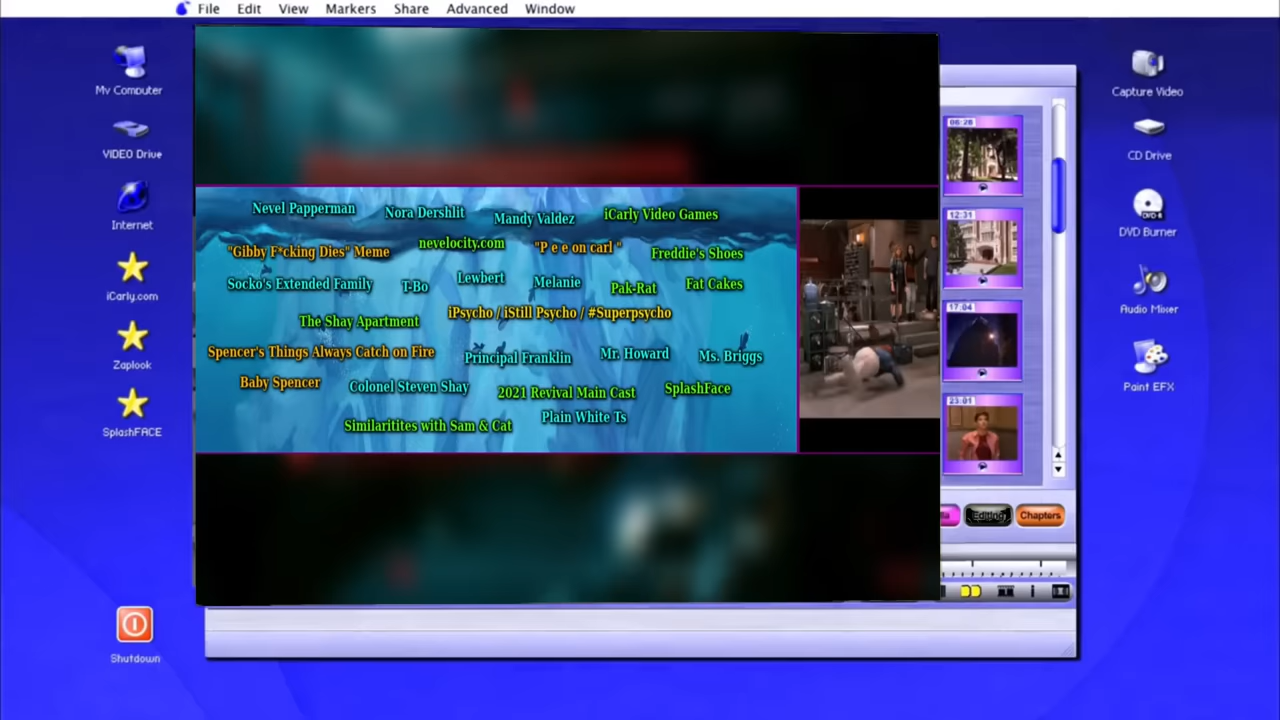 File Edit View Markers Share Advanced Window
My Computer
VIDEO Drive
Internet
iCarly.com
Zaplook
SplashFACE
Shutdown
Nevel Papperman Nora Dershlit Mandy Valdez iCarly Video Games
"Gibby F*cking Dies" Meme nevelocity.com "P e e on carl " Freddie's Shoes
Socko's Extended Family T-Bo Lewbert Melanie Pak-Rat Fat Cakes
The Shay Apartment iPsycho / iStill Psycho / #Superpsycho
Spencer's Things Always Catch on Fire Principal Franklin Mr. Howard Ms. Briggs
Baby Spencer Colonel Steven Shay 2021 Revival Main Cast SplashFace
Similaritites with Sam & Cat Plain White Ts
06:28
12:31
17:04
23:01
Editing Chapters
Capture Video
CD Drive
DVD-R
DVD Burner
Audio Mixer
Paint EFX